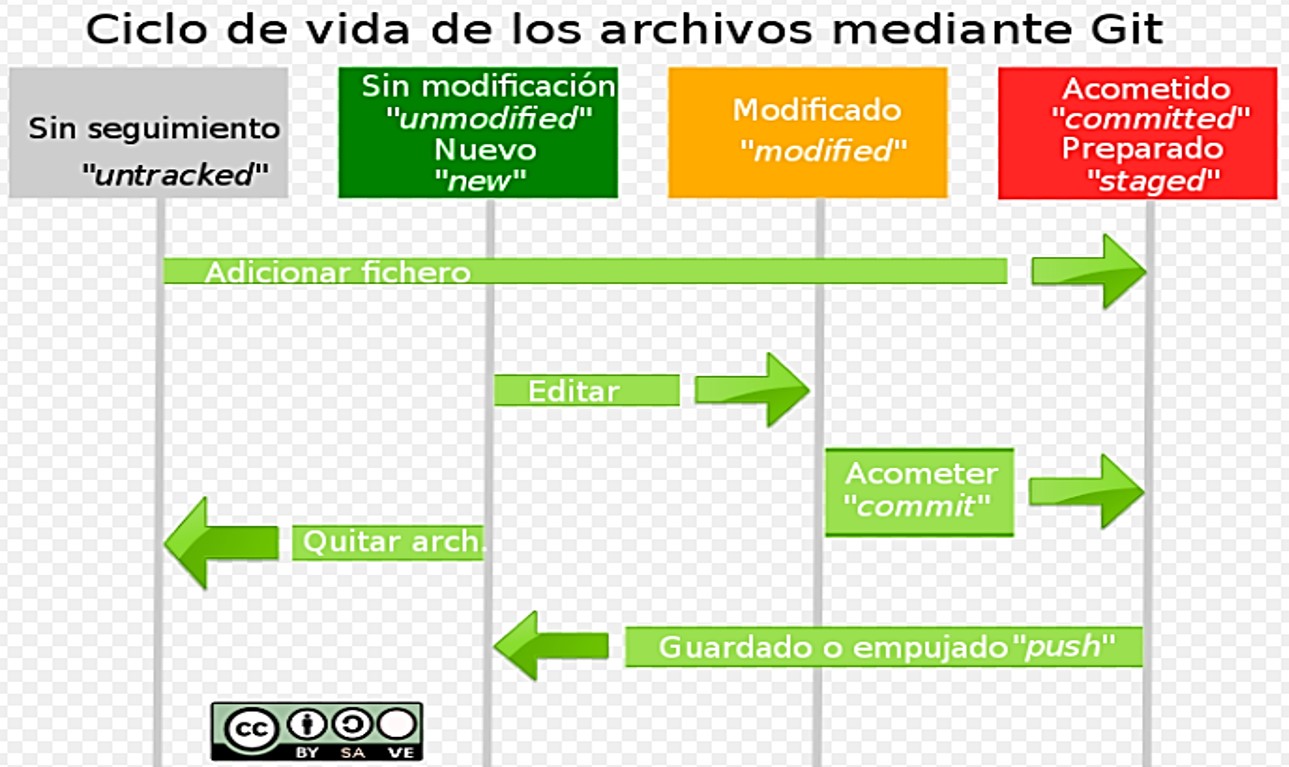 Ciclo de vida de los archivos mediante Git
Sin seguimiento
"untracked"
Sin modificación
"unmodified"
Nuevo
"new"
Modificado
"modified"
Acometido
"committed"
Preparado
"staged"
Adicionar fichero
Editar
Acometer
"commit"
Quitar arch.
Guardado o empujado"push"
cc
BY SA VE